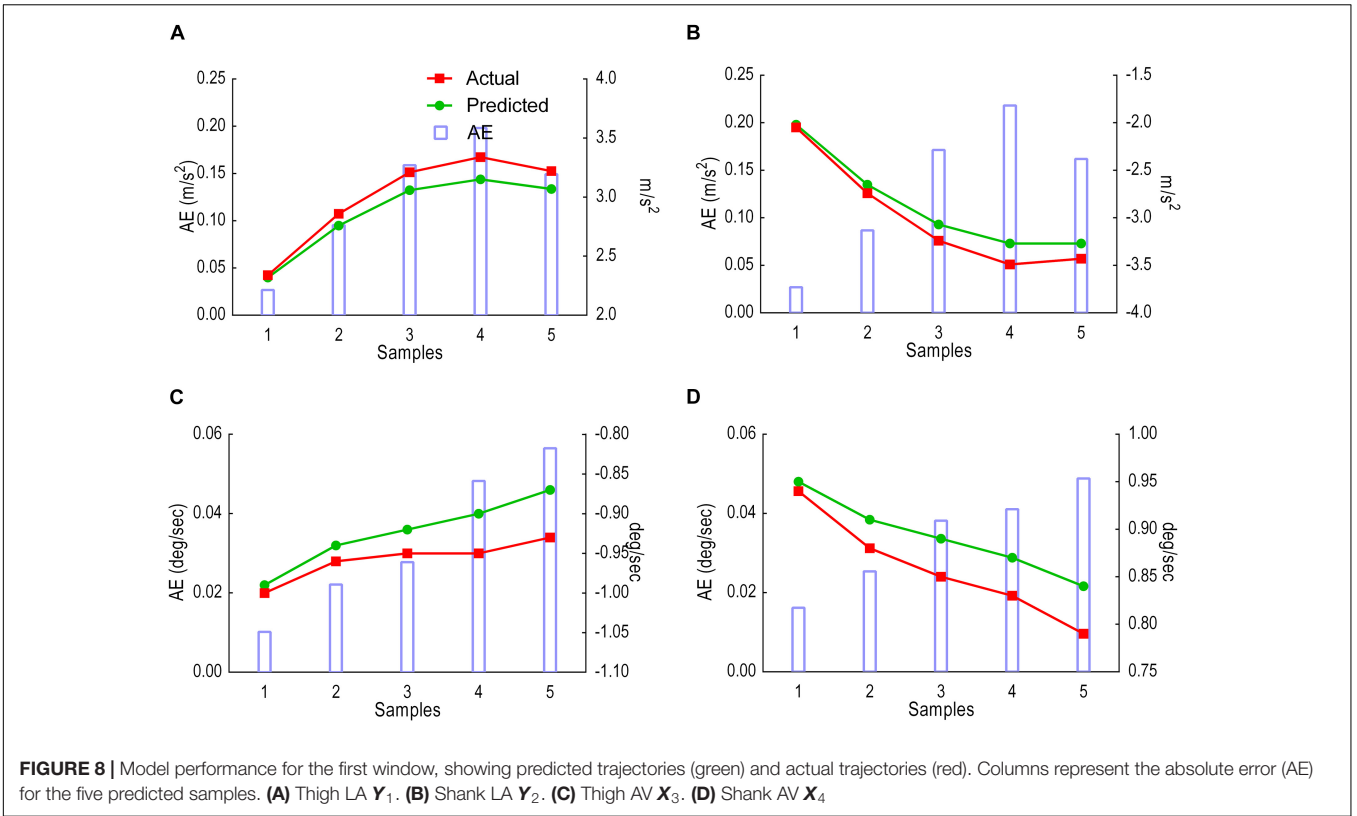 A
B
Actual
Predicted
AE
0.25
0.20
0.15
0.10
0.05
0.00
AE (m/s²)
4.0
3.5
3.0
2.5
2.0
m/s²
1 2 3 4 5
Samples
0.25
0.20
0.15
0.10
0.05
0.00
AE (m/s²)
-1.5
-2.0
-2.5
-3.0
-3.5
-4.0
m/s²
1 2 3 4 5
Samples
C
D
0.06
0.04
0.02
0.00
AE (deg/sec)
-0.80
-0.85
-0.90
-0.95
-1.00
-1.05
-1.10
deg/sec
1 2 3 4 5
Samples
0.06
0.04
0.02
0.00
AE (deg/sec)
1.00
0.95
0.90
0.85
0.80
0.75
deg/sec
1 2 3 4 5
Samples
FIGURE 8 | Model performance for the first window, showing predicted trajectories (green) and actual trajectories (red). Columns represent the absolute error (AE)
for the five predicted samples. (A) Thigh LA Y₁. (B) Shank LA Y₂. (C) Thigh AV X₃. (D) Shank AV X₄